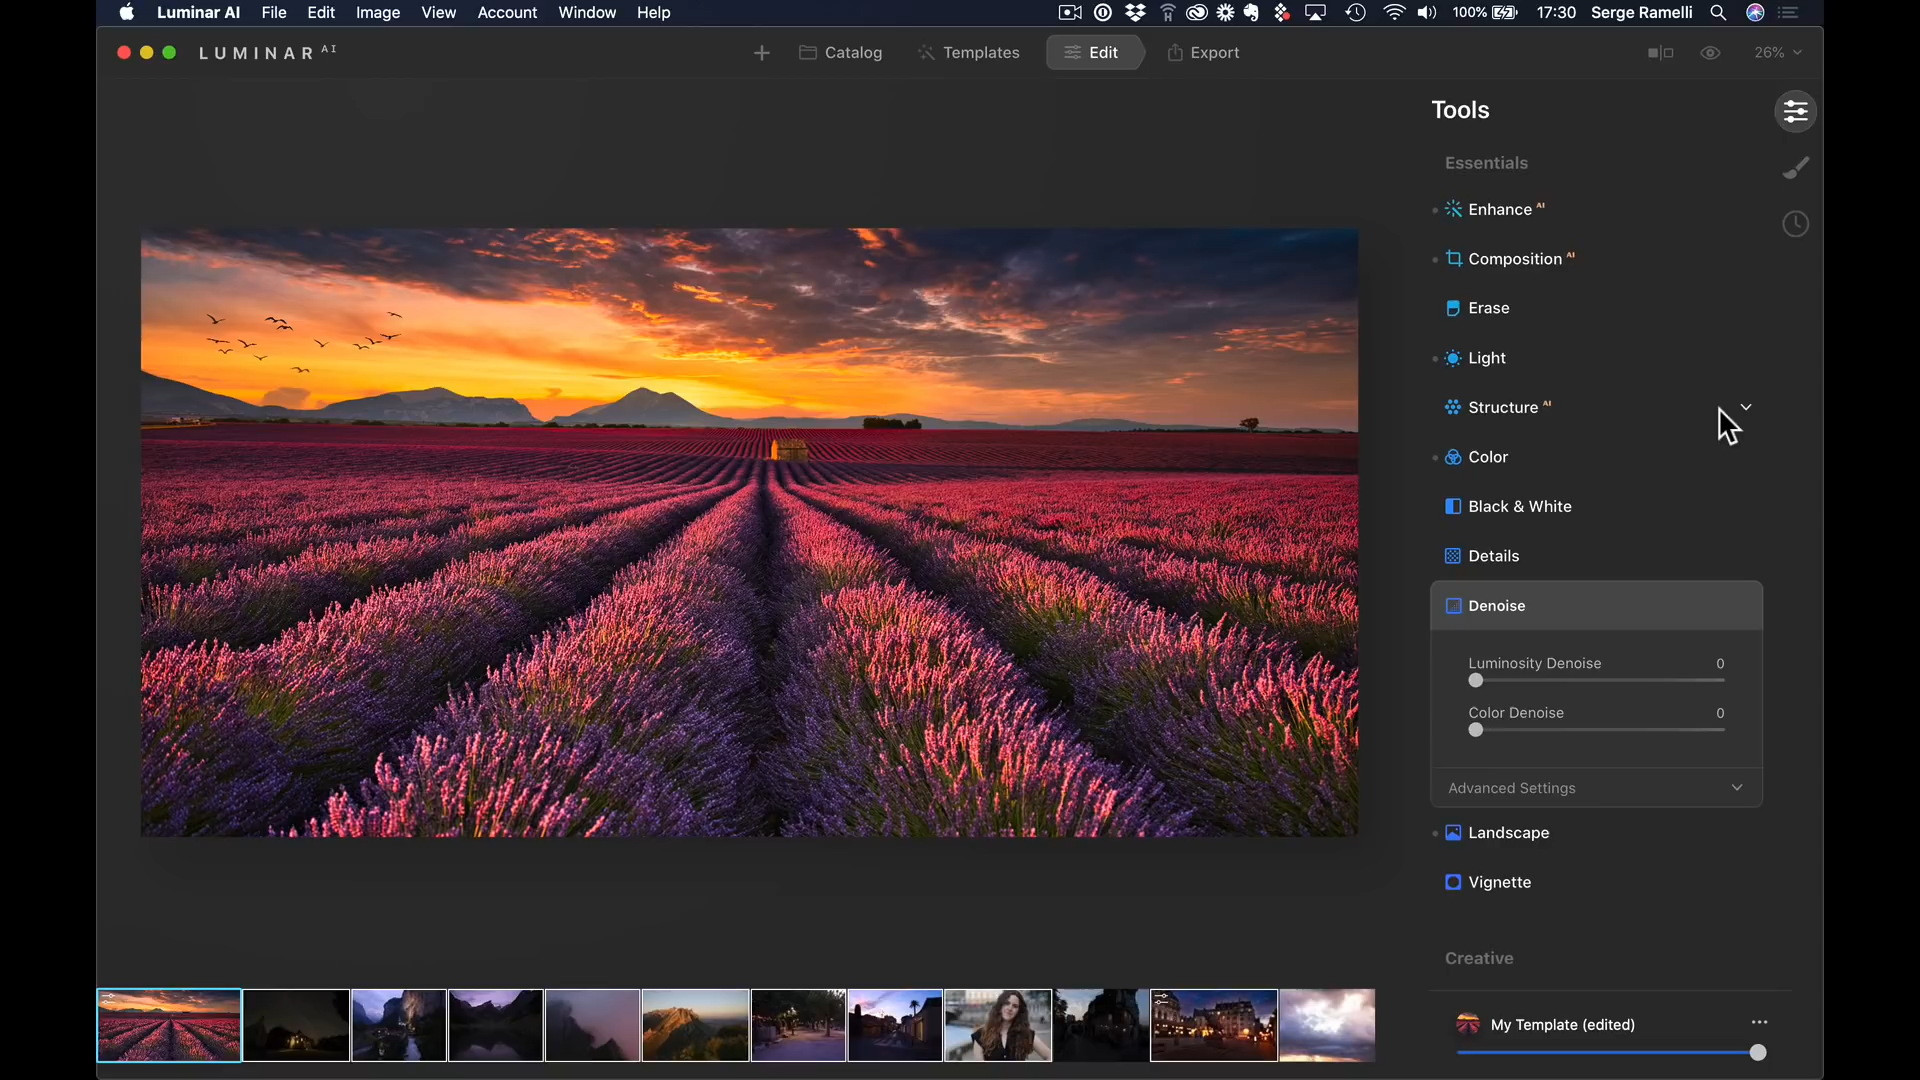 Luminar AI File Edit Image View Account Window Help 100% 17:30 Serge Ramelli
LUMINAR AI Catalog Templates Edit Export 26%
Tools
Essentials
Enhance AI
Composition AI
Erase
Light
Structure AI
Color
Black & White
Details
Denoise
Luminosity Denoise 0
Color Denoise 0
Advanced Settings
Landscape
Vignette
Creative
My Template (edited)